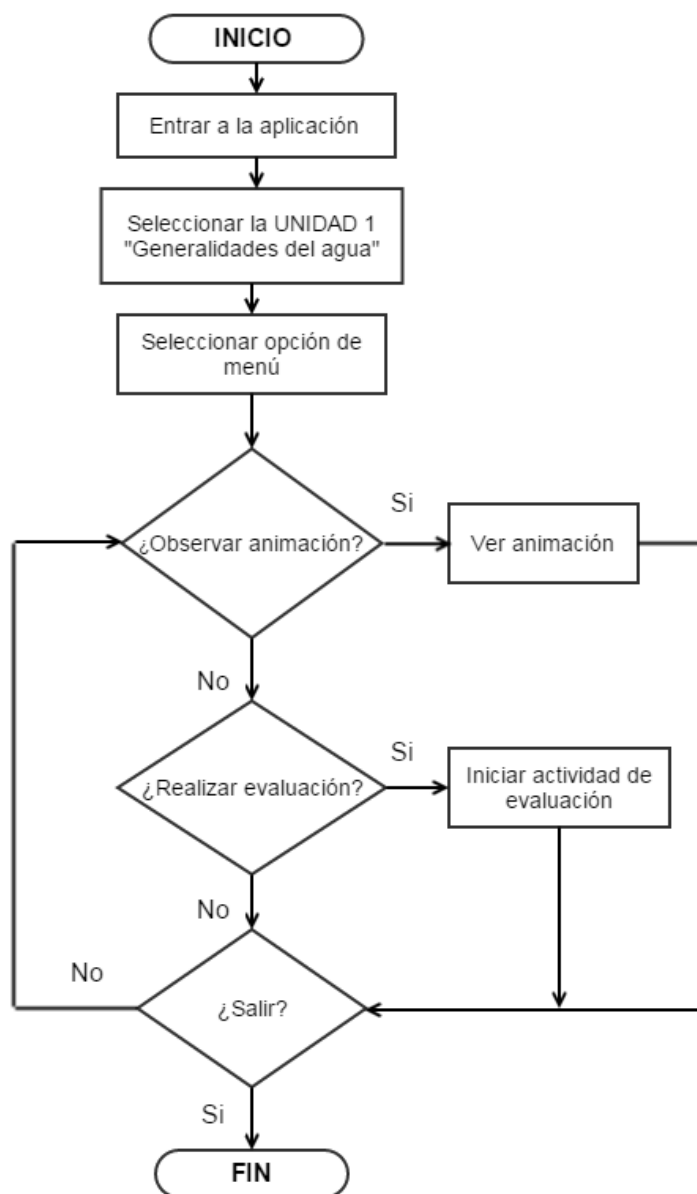 INICIO
Entrar a la aplicación
Seleccionar la UNIDAD 1
"Generalidades del agua"
Seleccionar opción de
menú
¿Observar animación?
Si
Ver animación
No
¿Realizar evaluación?
Si
Iniciar actividad de
evaluación
No
¿Salir?
No
Si
FIN